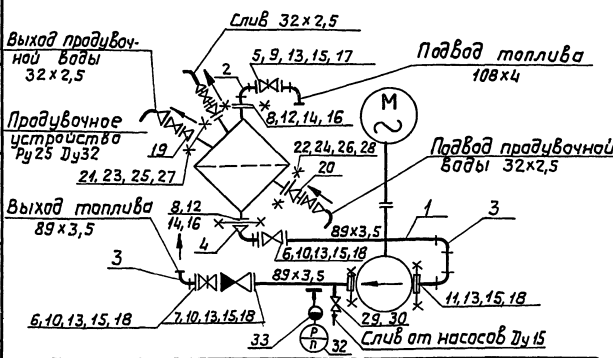 Слив 32×2,5
Выход продувоч-
ной воды
32×2,5
2
5, 9, 13, 15, 17
Подвод топлива
108×4
8, 12, 14, 16
М
Продувочное
устройство
Ру25 Ду32
19
21, 23, 25, 27
22, 24, 26, 28
20
Подвод продувочной
воды 32×2,5
Выход топлива
89×3,5
8, 12
14, 16
4
89×3,5
1
3
6,10,13,15,18
3
89×3,5
11, 13, 15, 18
6,10,13, 15, 18
7,10,13,15,18
29, 30
Слив от насосов Ду 15
33
Р
п
32